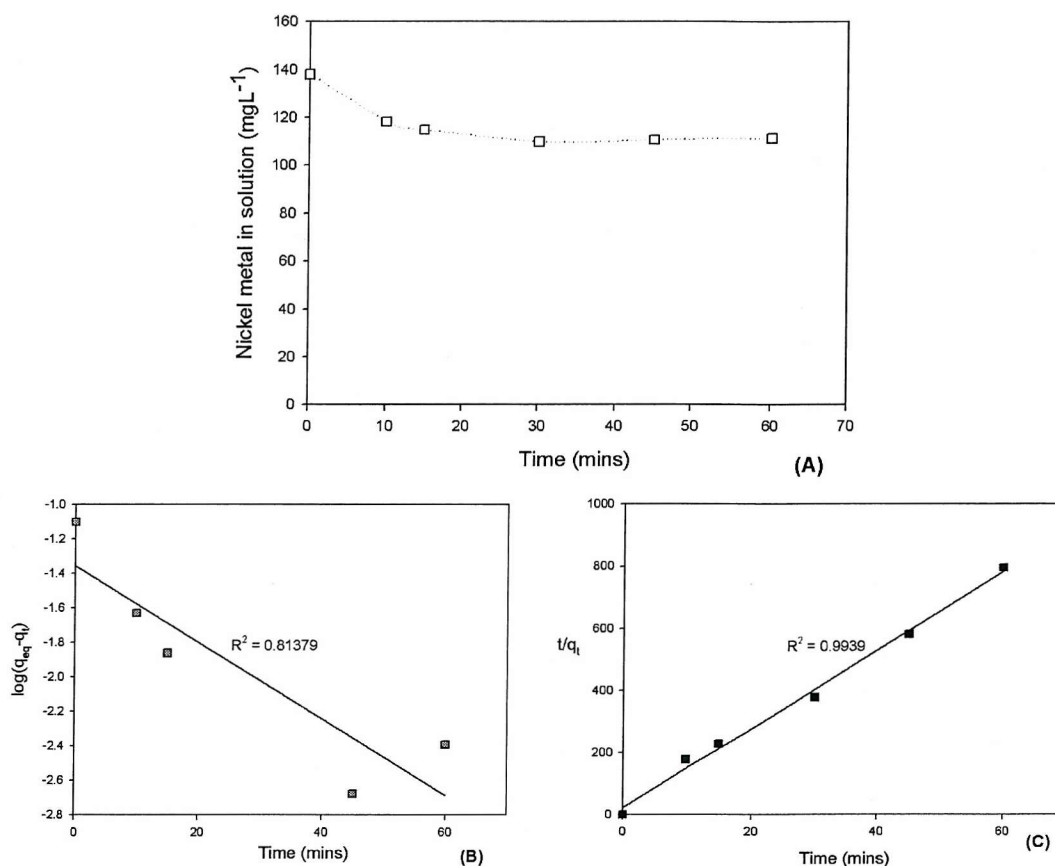 160
140
120
100
80
60
40
20
0
Nickel metal in solution (mgL⁻¹)
0 10 20 30 40 50 60 70
Time (mins)
(A)
-1.0
-1.2
-1.4
-1.6
-1.8
-2.0
-2.2
-2.4
-2.6
-2.8
log(qeq-qt)
R² = 0.81379
0 20 40 60
Time (mins)
(B)
1000
800
600
400
200
0
t/qt
R² = 0.9939
0 20 40 60
Time (mins)
(C)